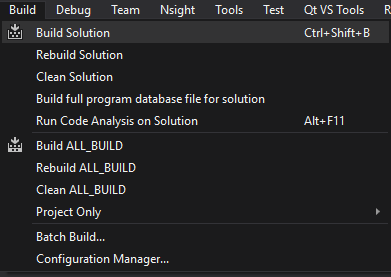 Build Debug Team Nsight Tools Test Qt VS Tools R
Build Solution Ctrl+Shift+B
Rebuild Solution
Clean Solution
Build full program database file for solution
Run Code Analysis on Solution Alt+F11
Build ALL_BUILD
Rebuild ALL_BUILD
Clean ALL_BUILD
Project Only
Batch Build...
Configuration Manager...